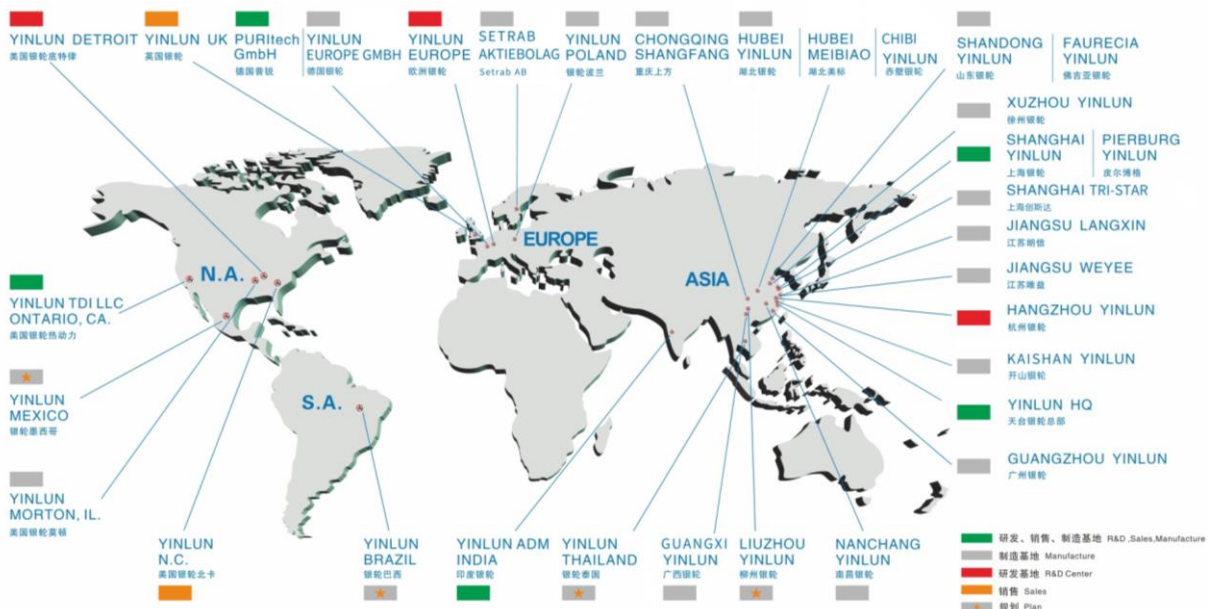 YINLUN DETROIT
美国银轮底特律
YINLUN UK
英国银轮
PURItech
GmbH
德国普锐
YINLUN
EUROPE GMBH
德国银轮
YINLUN
EUROPE
欧洲银轮
SETRAB
AKTIEBOLAG
Setrab AB
YINLUN
POLAND
银轮波兰
CHONGQING
SHANGFANG
重庆上方
HUBEI
YINLUN
湖北银轮
HUBEI
MEIBIAO
湖北美标
CHIBI
YINLUN
赤壁银轮
SHANDONG
YINLUN
山东银轮
FAURECIA
YINLUN
佛吉亚银轮
XUZHOU YINLUN
徐州银轮
SHANGHAI
YINLUN
上海银轮
PIERBURG
YINLUN
皮尔博格
SHANGHAI TRI-STAR
上海创斯达
JIANGSU LANGXIN
江苏朗信
JIANGSU WEYEE
江苏唯益
HANGZHOU YINLUN
杭州银轮
KAISHAN YINLUN
开山银轮
YINLUN HQ
天台银轮总部
GUANGZHOU YINLUN
广州银轮
N.A.
EUROPE
ASIA
S.A.
YINLUN TDI LLC
ONTARIO, CA.
美国银轮热动力
YINLUN
MEXICO
银轮墨西哥
YINLUN
MORTON, IL.
美国银轮莫顿
YINLUN
N.C.
美国银轮北卡
YINLUN
BRAZIL
银轮巴西
YINLUN ADM
INDIA
印度银轮
YINLUN
THAILAND
银轮泰国
GUANGXI
YINLUN
广西银轮
LIUZHOU
YINLUN
柳州银轮
NANCHANG
YINLUN
南昌银轮
研发、销售、制造基地 R&D ,Sales,Manufacture
制造基地 Manufacture
研发基地 R&D Center
销售 Sales
规划 Plan